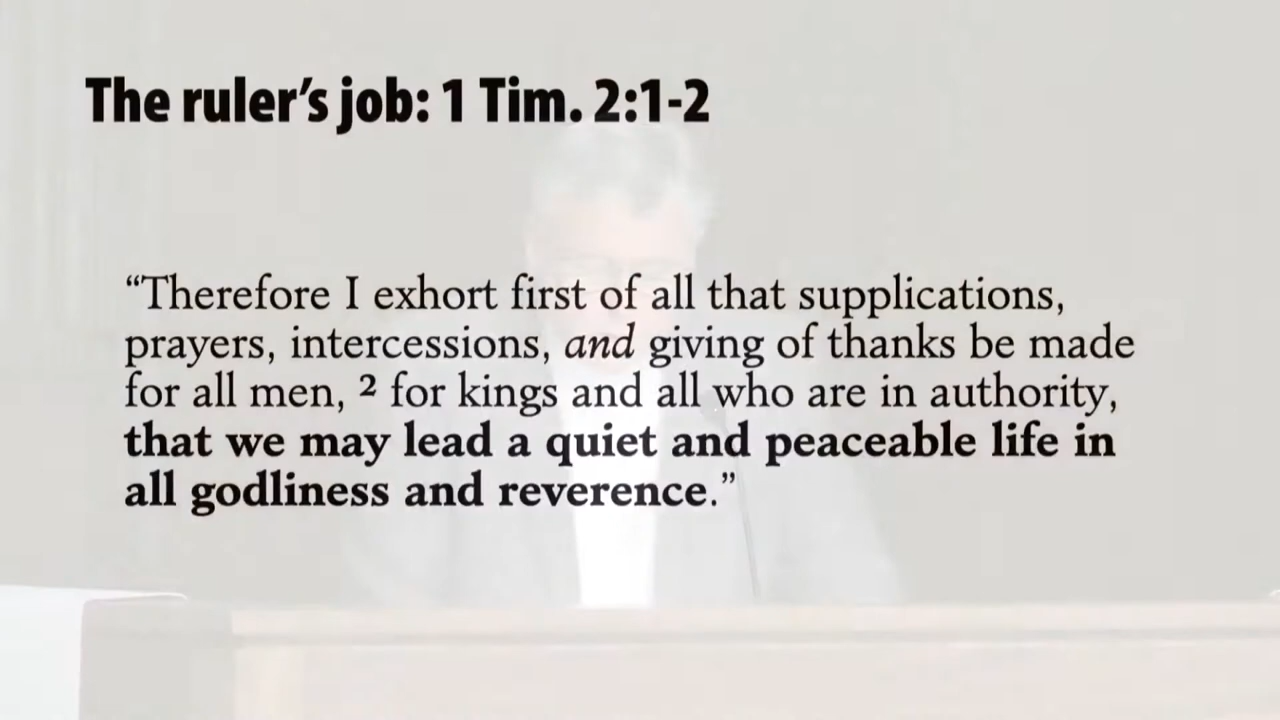 The ruler’s job: 1 Tim. 2:1-2
“Therefore I exhort first of all that supplications,
prayers, intercessions, and giving of thanks be made
for all men, ² for kings and all who are in authority,
that we may lead a quiet and peaceable life in
all godliness and reverence.”